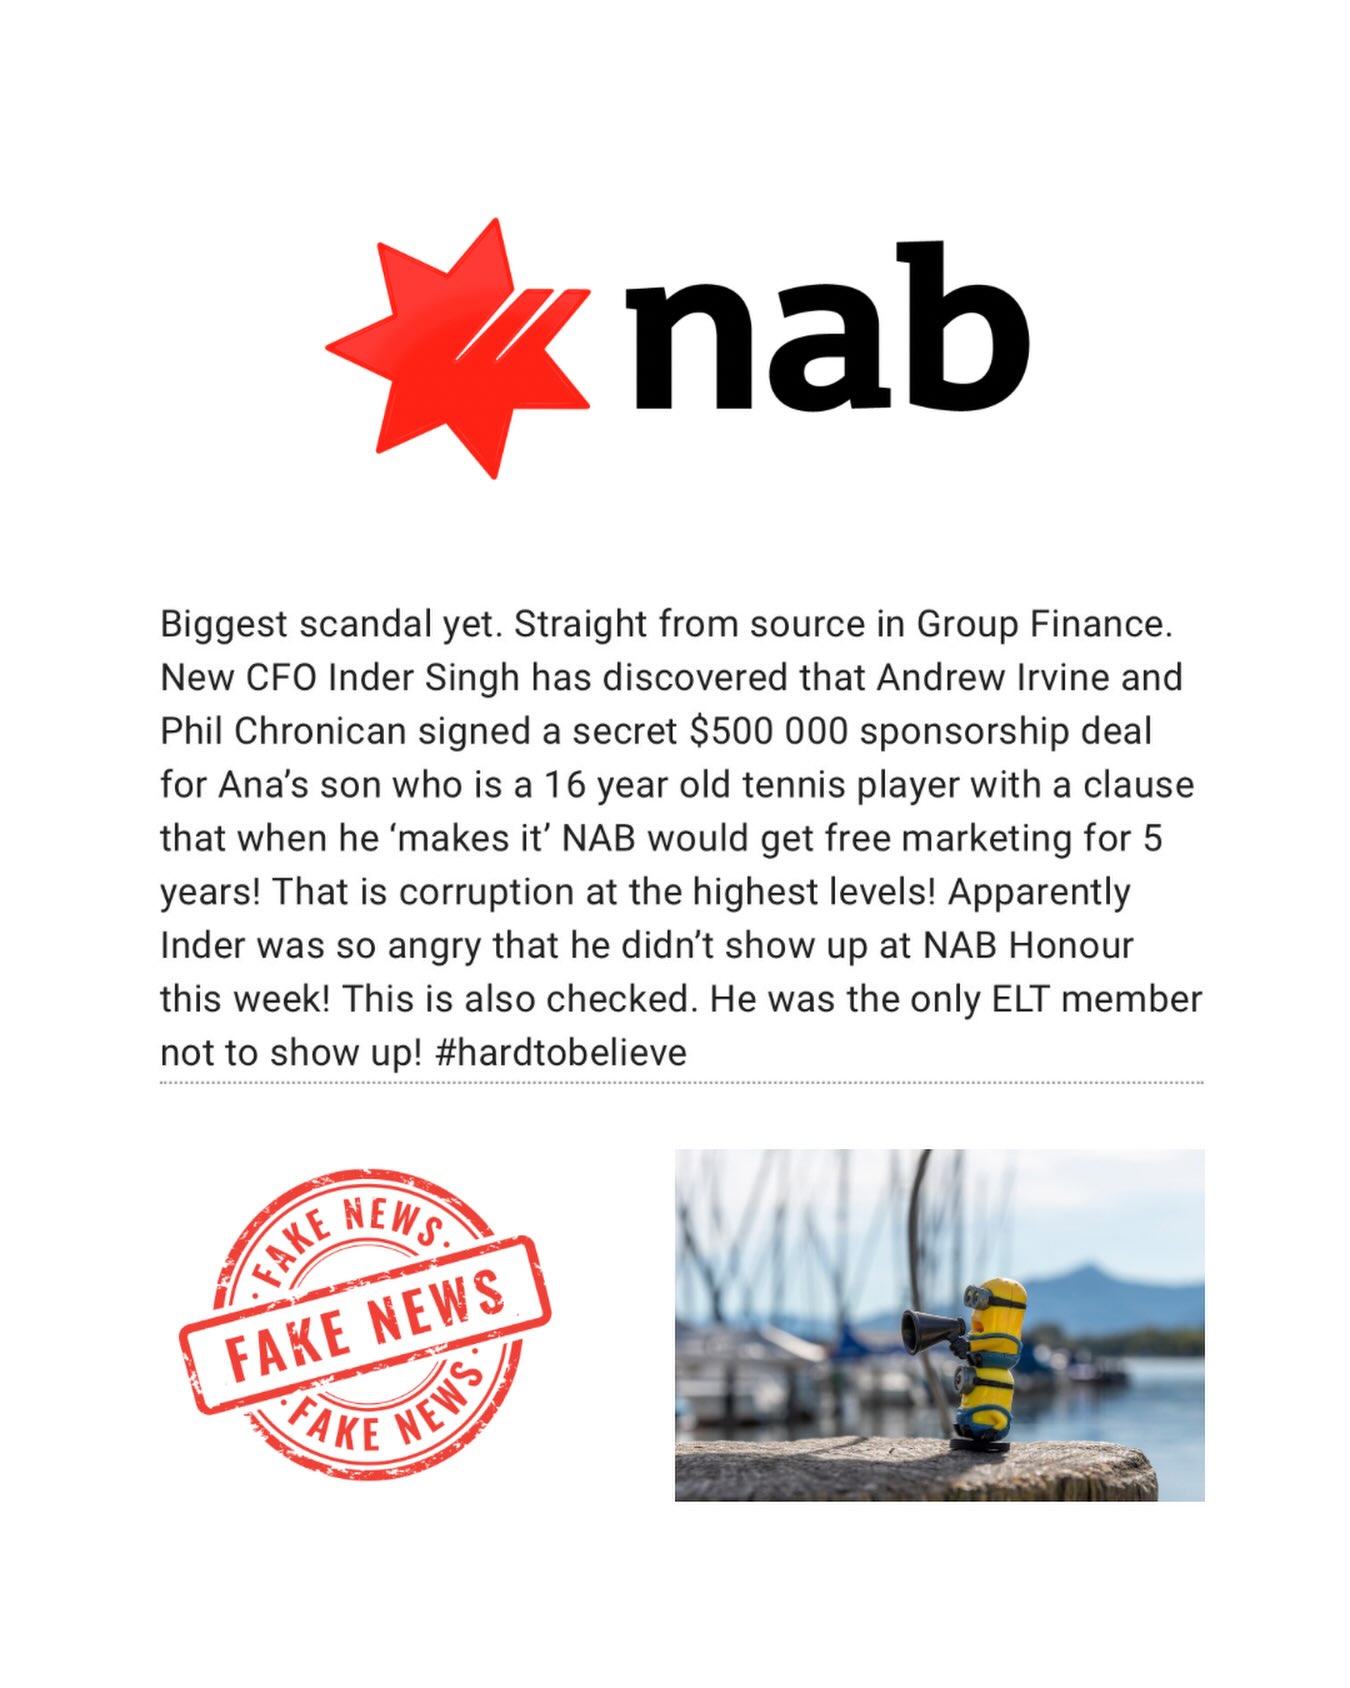 nab
Biggest scandal yet. Straight from source in Group Finance.
New CFO Inder Singh has discovered that Andrew Irvine and
Phil Chronican signed a secret $500 000 sponsorship deal
for Ana’s son who is a 16 year old tennis player with a clause
that when he ‘makes it’ NAB would get free marketing for 5
years! That is corruption at the highest levels! Apparently
Inder was so angry that he didn’t show up at NAB Honour
this week! This is also checked. He was the only ELT member
not to show up! #hardtobelieve
· FAKE NEWS ·
FAKE NEWS
· FAKE NEWS ·